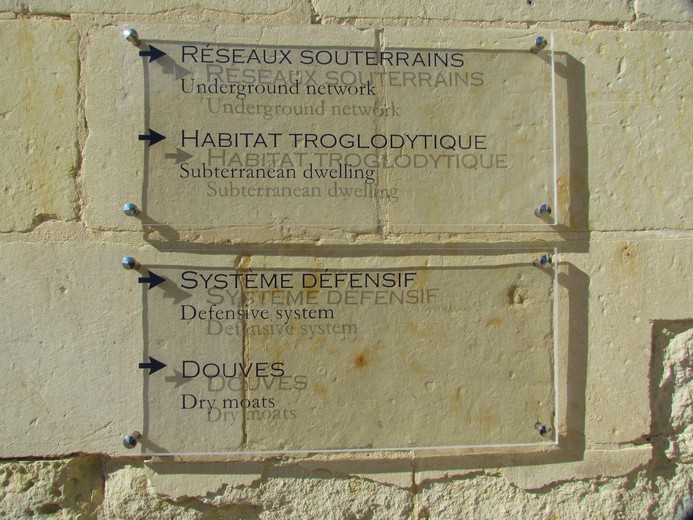 RÉSEAUX SOUTERRAINS
Underground network
HABITAT TROGLODYTIQUE
Subterranean dwelling
SYSTÈME DÉFENSIF
Defensive system
DOUVES
Dry moats